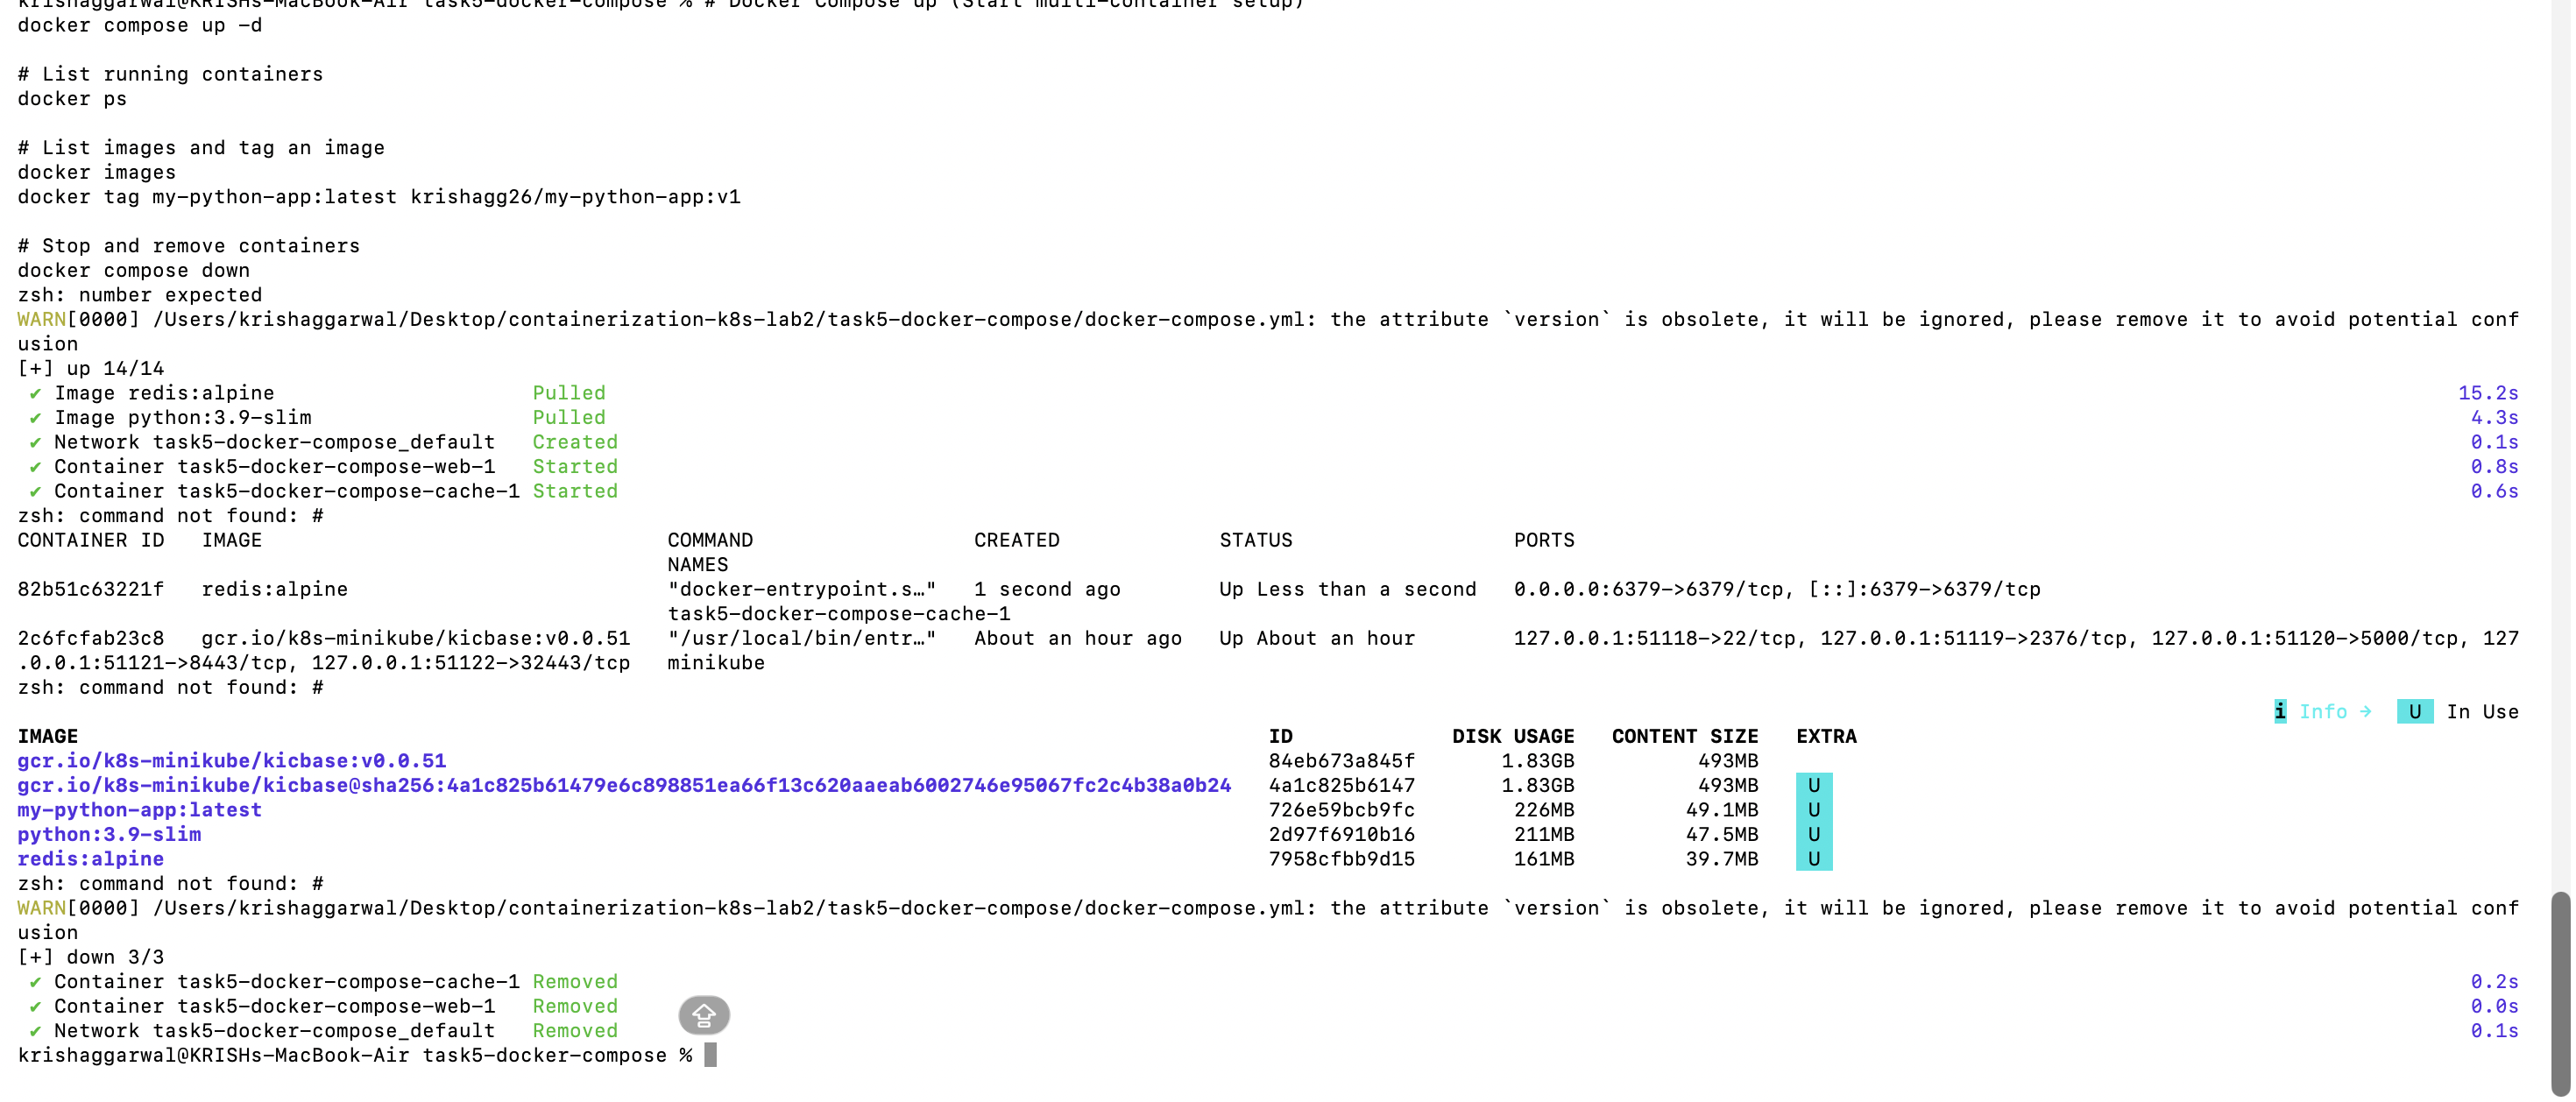 krishaggarwal@KRISHs-MacBook-Air task5-docker-compose % # Docker Compose up (Start multi-container setup)
docker compose up -d

# List running containers
docker ps

# List images and tag an image
docker images
docker tag my-python-app:latest krishagg26/my-python-app:v1

# Stop and remove containers
docker compose down
zsh: number expected
WARN[0000] /Users/krishaggarwal/Desktop/containerization-k8s-lab2/task5-docker-compose/docker-compose.yml: the attribute `version` is obsolete, it will be ignored, please remove it to avoid potential conf
usion
[+] up 14/14
 ✔ Image redis:alpine                     Pulled 15.2s
 ✔ Image python:3.9-slim                  Pulled 4.3s
 ✔ Network task5-docker-compose_default   Created 0.1s
 ✔ Container task5-docker-compose-web-1   Started 0.8s
 ✔ Container task5-docker-compose-cache-1 Started 0.6s
zsh: command not found: #
CONTAINER ID   IMAGE                                 COMMAND                  CREATED             STATUS                  PORTS
NAMES
82b51c63221f   redis:alpine                          "docker-entrypoint.s…"   1 second ago        Up Less than a second   0.0.0.0:6379->6379/tcp, [::]:6379->6379/tcp
task5-docker-compose-cache-1
2c6fcfab23c8   gcr.io/k8s-minikube/kicbase:v0.0.51   "/usr/local/bin/entr…"   About an hour ago   Up About an hour        127.0.0.1:51118->22/tcp, 127.0.0.1:51119->2376/tcp, 127.0.0.1:51120->5000/tcp, 127
.0.0.1:51121->8443/tcp, 127.0.0.1:51122->32443/tcp   minikube
zsh: command not found: #
i Info →   U  In Use
IMAGE   ID   DISK USAGE   CONTENT SIZE   EXTRA
gcr.io/k8s-minikube/kicbase:v0.0.51   84eb673a845f   1.83GB   493MB
gcr.io/k8s-minikube/kicbase@sha256:4a1c825b61479e6c898851ea66f13c620aaeab6002746e95067fc2c4b38a0b24   4a1c825b6147   1.83GB   493MB   U
my-python-app:latest   726e59bcb9fc   226MB   49.1MB   U
python:3.9-slim   2d97f6910b16   211MB   47.5MB   U
redis:alpine   7958cfbb9d15   161MB   39.7MB   U
zsh: command not found: #
WARN[0000] /Users/krishaggarwal/Desktop/containerization-k8s-lab2/task5-docker-compose/docker-compose.yml: the attribute `version` is obsolete, it will be ignored, please remove it to avoid potential conf
usion
[+] down 3/3
 ✔ Container task5-docker-compose-cache-1 Removed 0.2s
 ✔ Container task5-docker-compose-web-1   Removed 0.0s
 ✔ Network task5-docker-compose_default   Removed 0.1s
krishaggarwal@KRISHs-MacBook-Air task5-docker-compose %